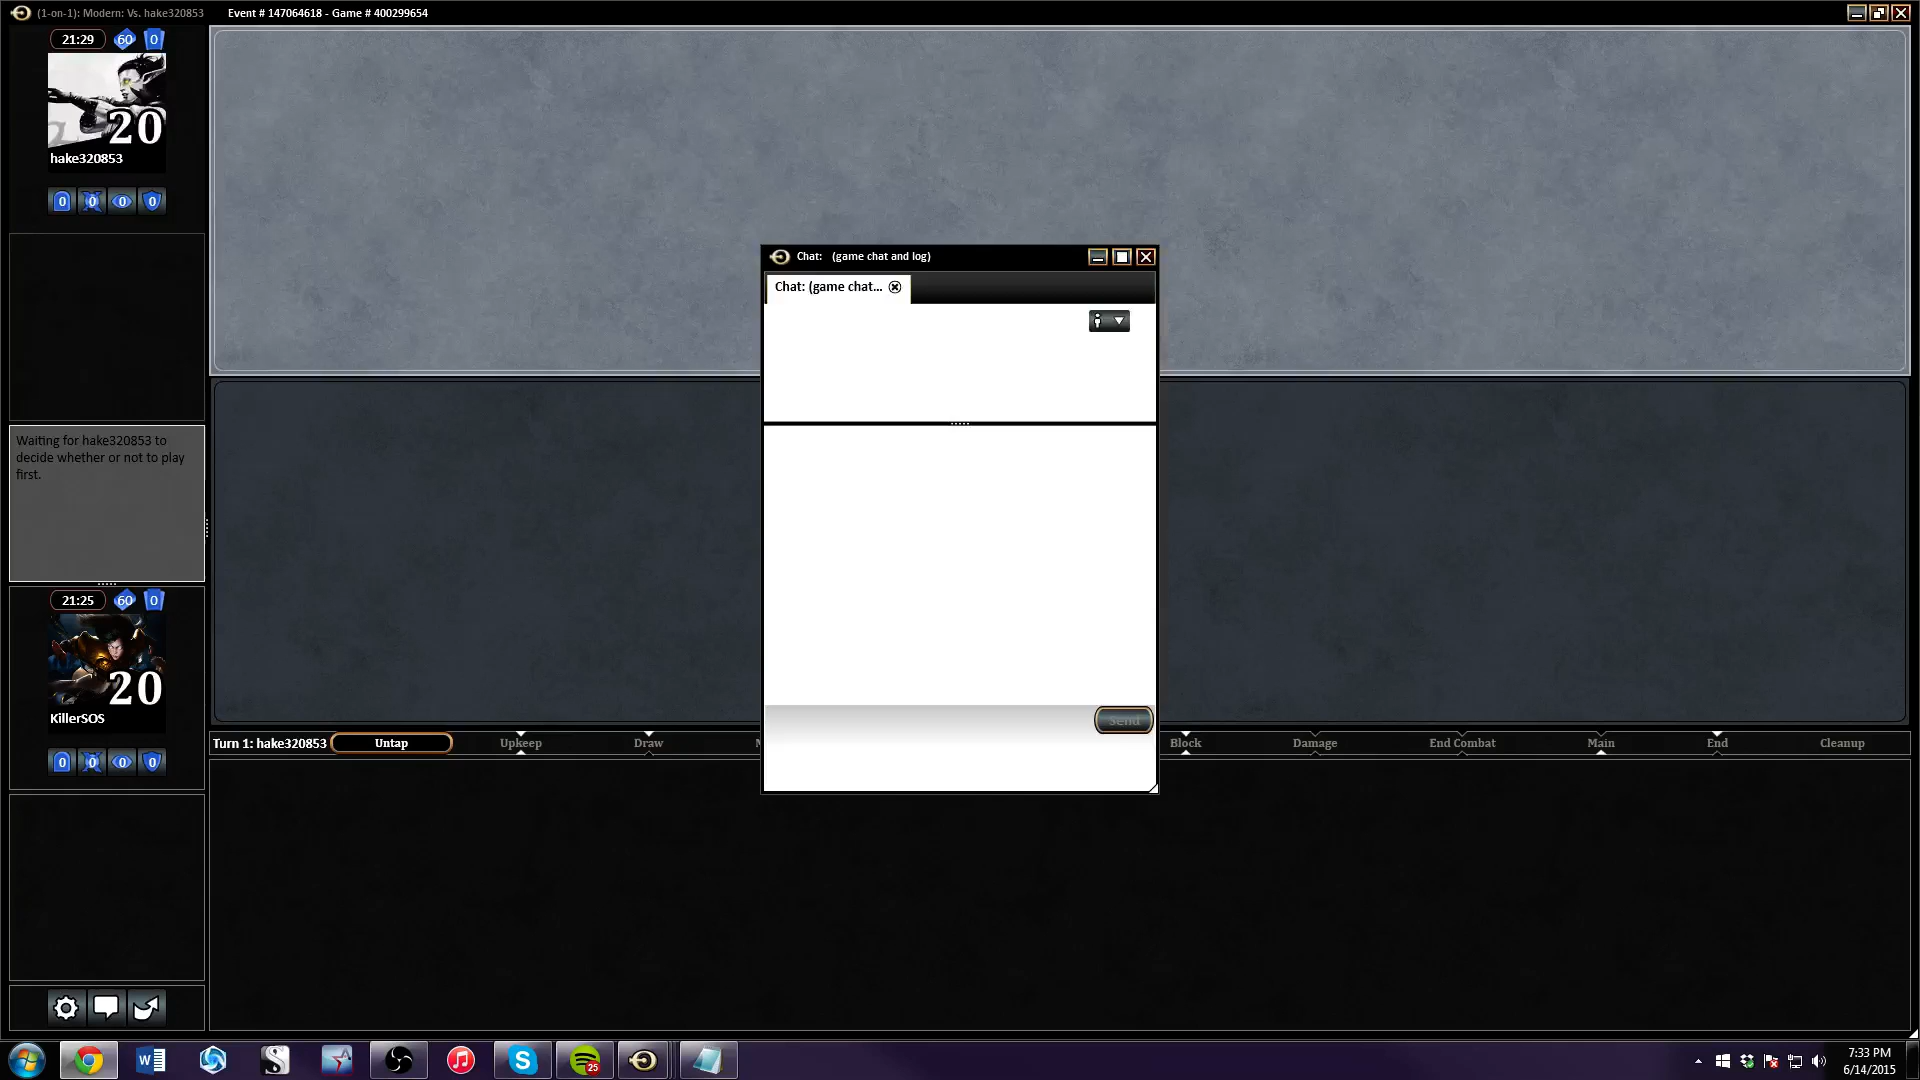 (1-on-1): Modern: Vs. hake320853 Event # 147064618 - Game # 400299654
21:29 60 0
20
hake320853
0 0 0 0
Chat: (game chat and log)
Chat: (game chat...
Waiting for hake320853 to
decide whether or not to play
first.
21:25 60 0
20
KillerSOS
Send
Turn 1: hake320853 Untap Upkeep Draw Block Damage End Combat Main End Cleanup
0 0 0 0
25
7:33 PM
6/14/2015